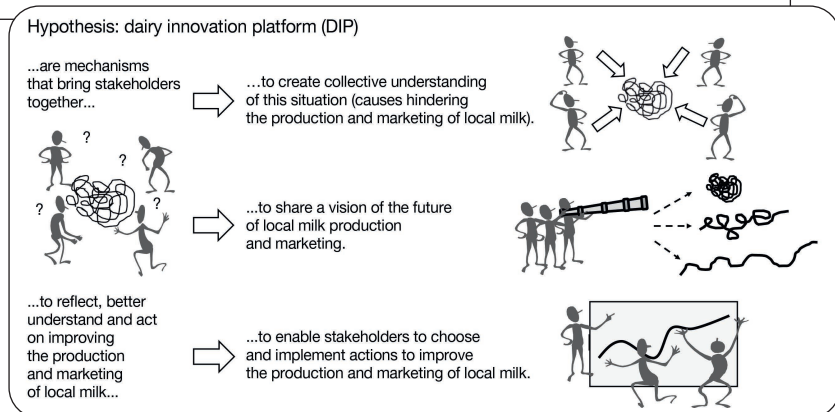 Hypothesis: dairy innovation platform (DIP)
...are mechanisms
that bring stakeholders
together...
...to create collective understanding
of this situation (causes hindering
the production and marketing of local milk).
?
?
?
?
...to share a vision of the future
of local milk production
and marketing.
...to reflect, better
understand and act
on improving
the production
and marketing
of local milk...
...to enable stakeholders to choose
and implement actions to improve
the production and marketing of local milk.